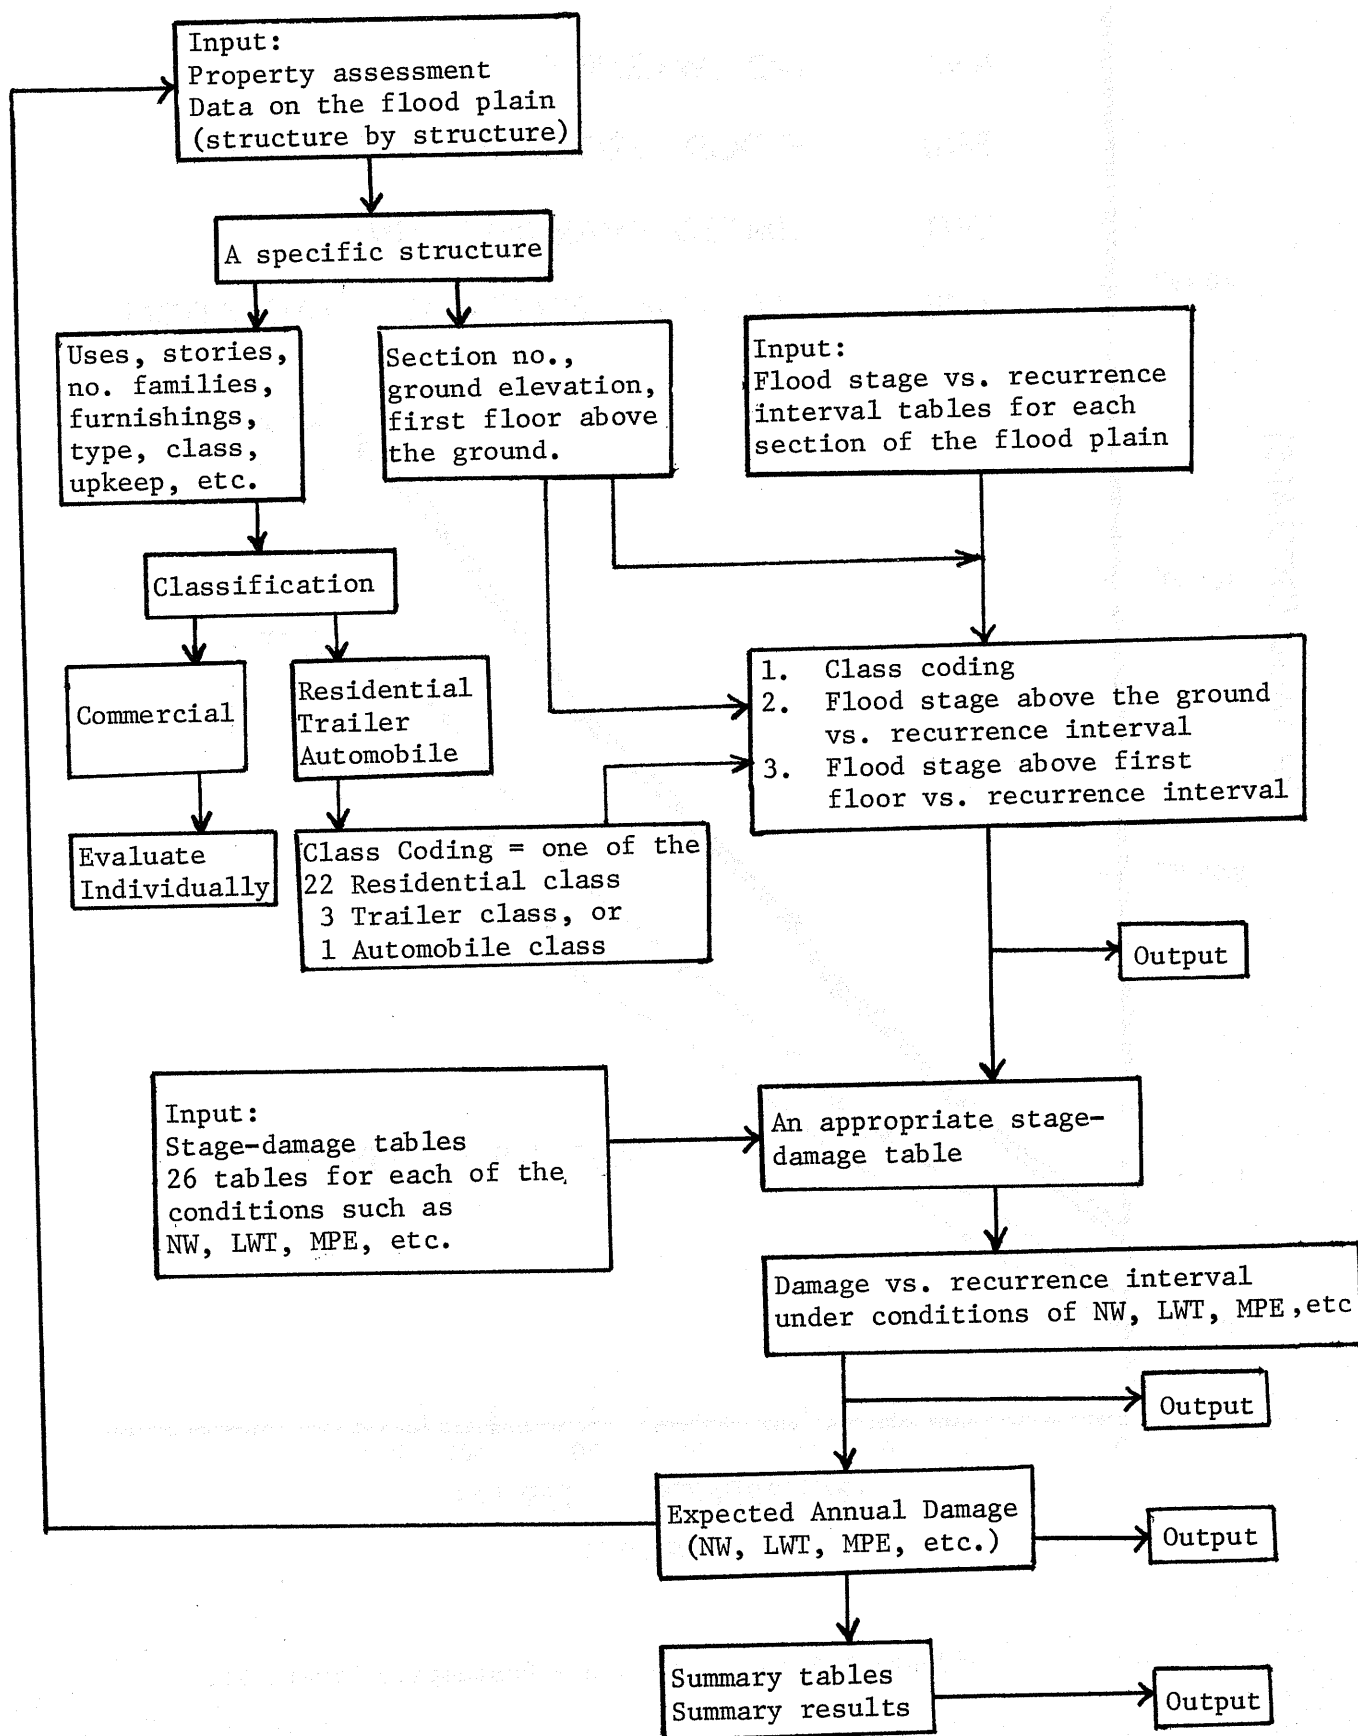 Input:
Property assessment
Data on the flood plain
(structure by structure)
A specific structure
Uses, stories,
no. families,
furnishings,
type, class,
upkeep, etc.
Section no.,
ground elevation,
first floor above
the ground.
Input:
Flood stage vs. recurrence
interval tables for each
section of the flood plain
Classification
Commercial
Residential
Trailer
Automobile
1. Class coding
2. Flood stage above the ground
vs. recurrence interval
3. Flood stage above first
floor vs. recurrence interval
Evaluate
Individually
Class Coding = one of the
22 Residential class
3 Trailer class, or
1 Automobile class
Output
Input:
Stage-damage tables
26 tables for each of the
conditions such as
NW, LWT, MPE, etc.
An appropriate stage-
damage table
Damage vs. recurrence interval
under conditions of NW, LWT, MPE,etc
Output
Expected Annual Damage
(NW, LWT, MPE, etc.)
Output
Summary tables
Summary results
Output